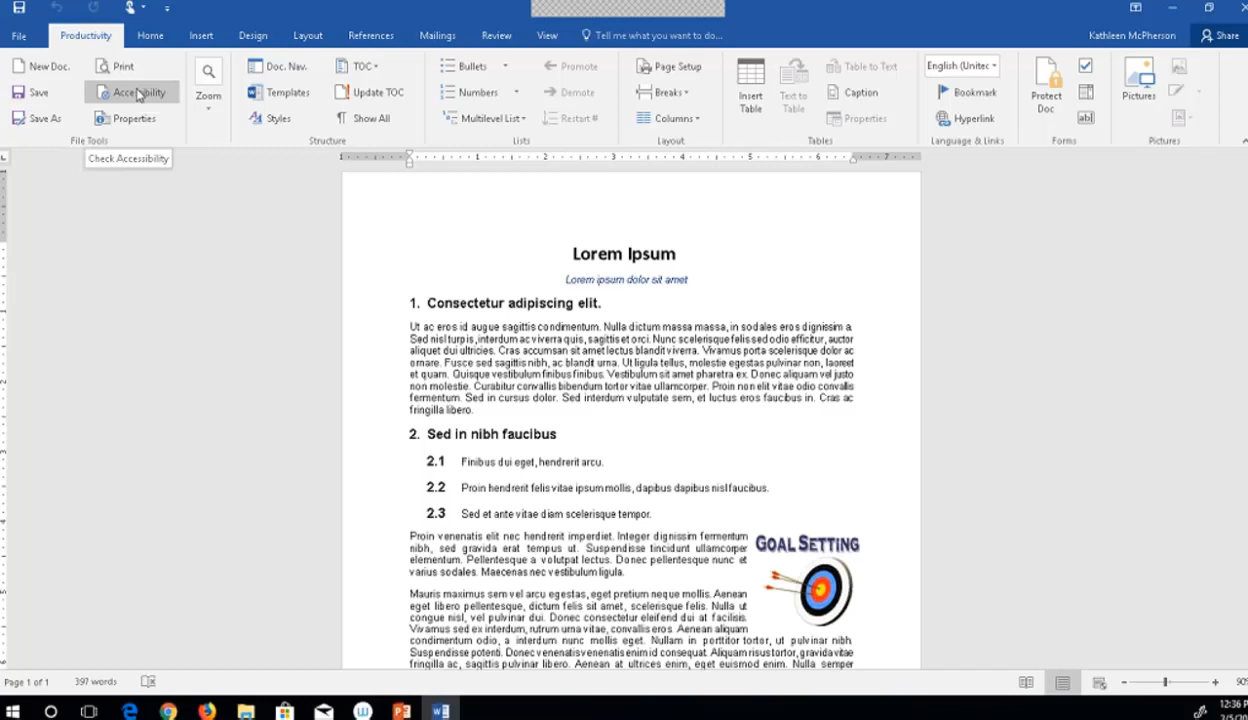 File Productivity Home Insert Design Layout References Mailings Review View Tell me what you want to do... Kathleen McPherson Share
New Doc. Print Doc. Nav. TOC Bullets Promote Page Setup Table to Text English (Unitec
Save Accessibility Zoom Templates Update TOC Numbers Demote Breaks Insert Table Text to Table Caption Bookmark Protect Doc Pictures
Save As Properties Styles Show All Multilevel List Restart # Columns Properties Hyperlink ab|
File Tools Structure Lists Layout Tables Language & Links Forms Pictures
Check Accessibility
1 1 2 3 4 5 6 7
Lorem Ipsum
Lorem ipsum dolor sit amet
1. Consectetur adipiscing elit.
Ut ac eros id augue sagittis condimentum. Nulla dictum massa massa, in sodales eros dignissim a.
Sed nisl turpis, interdum ac viverra quis, sagittis et orci. Nunc scelerisque felis sed odio efficitur, auctor
aliquet dui ultricies. Cras accumsan sit amet lectus blandit viverra. Vivamus porta scelerisque dolor ac
ornare. Fusce sed sagittis nibh, ac blandit urna. Ut ligula tellus, molestie egestas pulvinar non, laoreet
et quam. Quisque vestibulum finibus finibus. Vestibulum sit amet pharetra ex. Donec aliquam vel justo
non molestie. Curabitur convallis bibendum tortor vitae ullamcorper. Proin non elit vitae odio convallis
fermentum. Sed in cursus dolor. Sed interdum vulputate sem, et luctus eros faucibus in. Cras ac
fringilla libero.
2. Sed in nibh faucibus
2.1 Finibus dui eget, hendrerit arcu.
2.2 Proin hendrerit felis vitae ipsum mollis, dapibus dapibus nisl faucibus.
2.3 Sed et ante vitae diam scelerisque tempor.
Proin venenatis elit nec hendrerit imperdiet. Integer dignissim fermentum
nibh, sed gravida erat tempus ut. Suspendisse tincidunt ullamcorper
elementum. Pellentesque a volutpat lectus. Donec pellentesque nunc et
varius sodales. Maecenas nec vestibulum ligula.
GOAL SETTING
Mauris maximus sem vel arcu egestas, eget pretium neque mollis. Aenean
eget libero pellentesque, dictum felis sit amet, scelerisque felis. Nulla ut
congue nisl, vel pulvinar dui. Donec consectetur eleifend dui at facilisis.
Vivamus sed ex interdum, rutrum urna vitae, convallis eros. Aenean aliquam
condimentum odio, a interdum nunc mollis eget. Nullam in porttitor tortor, ut pulvinar nibh.
Suspendisse potenti. Donec venenatis venenatis enim id consequat. Aliquam risus tortor, gravida vitae
fringilla ac, sagittis pulvinar libero. Aenean at ultrices enim, eget euismod enim. Nulla semper
Page 1 of 1 397 words 90%
12:36 P